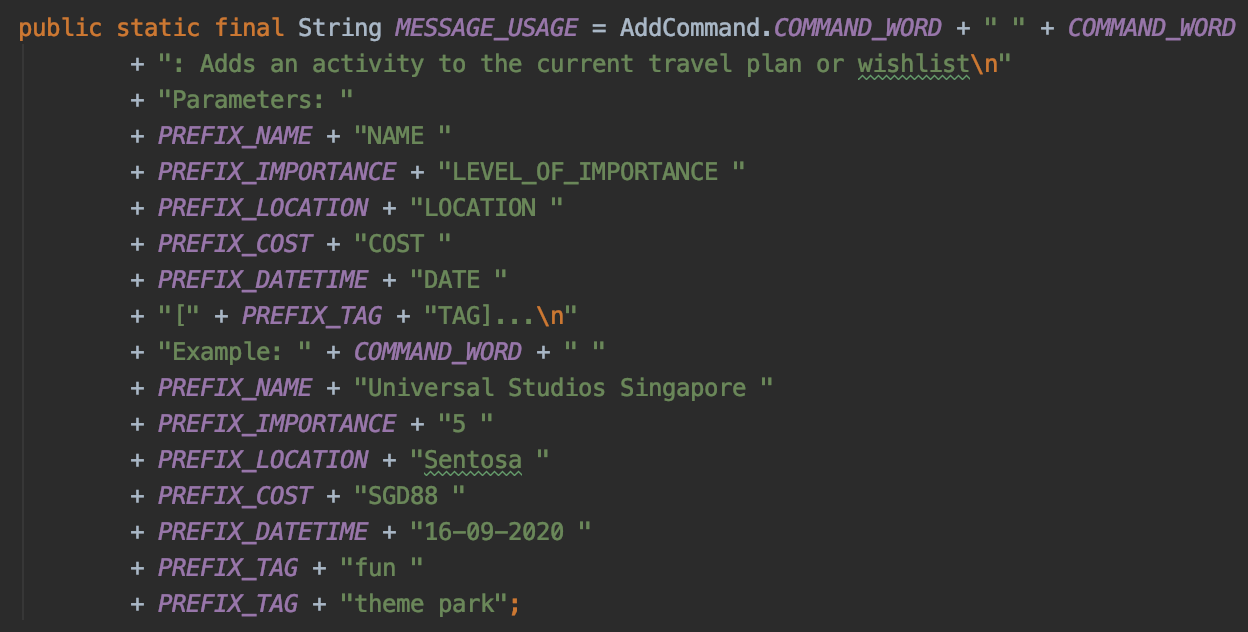 public static final String MESSAGE_USAGE = AddCommand.COMMAND_WORD + " " + COMMAND_WORD
+ ": Adds an activity to the current travel plan or wishlist\n"
+ "Parameters: "
+ PREFIX_NAME + "NAME "
+ PREFIX_IMPORTANCE + "LEVEL_OF_IMPORTANCE "
+ PREFIX_LOCATION + "LOCATION "
+ PREFIX_COST + "COST "
+ PREFIX_DATETIME + "DATE "
+ "[" + PREFIX_TAG + "TAG]...\n"
+ "Example: " + COMMAND_WORD + " "
+ PREFIX_NAME + "Universal Studios Singapore "
+ PREFIX_IMPORTANCE + "5 "
+ PREFIX_LOCATION + "Sentosa "
+ PREFIX_COST + "SGD88 "
+ PREFIX_DATETIME + "16-09-2020 "
+ PREFIX_TAG + "fun "
+ PREFIX_TAG + "theme park";